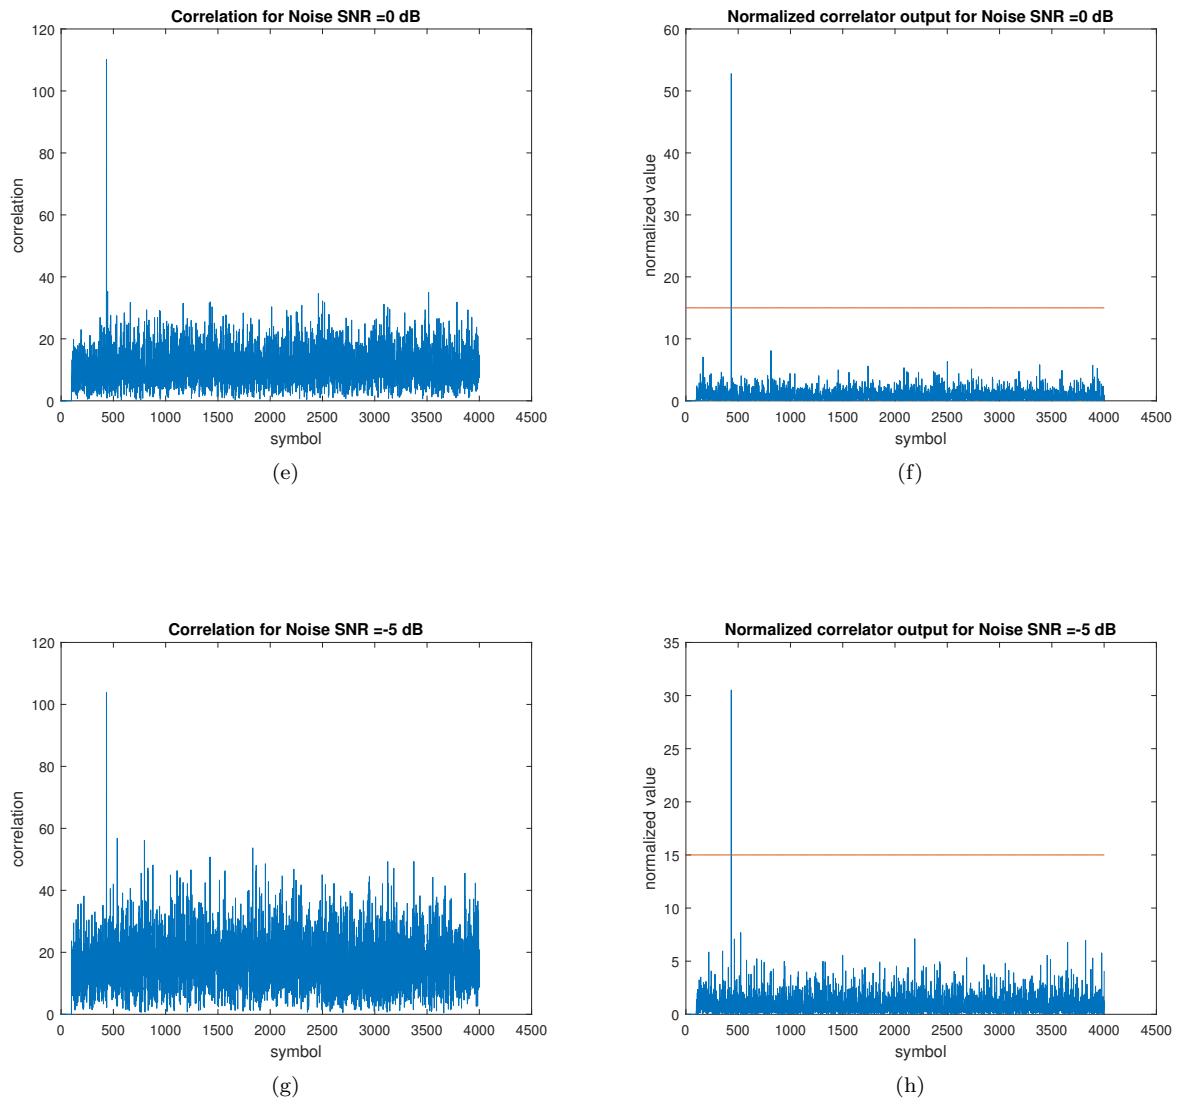 Correlation for Noise SNR =0 dB
120
100
80
60
40
20
0
correlation
0 500 1000 1500 2000 2500 3000 3500 4000 4500
symbol
(e)
Normalized correlator output for Noise SNR =0 dB
60
50
40
30
20
10
0
normalized value
0 500 1000 1500 2000 2500 3000 3500 4000 4500
symbol
(f)
Correlation for Noise SNR =-5 dB
120
100
80
60
40
20
0
correlation
0 500 1000 1500 2000 2500 3000 3500 4000 4500
symbol
(g)
Normalized correlator output for Noise SNR =-5 dB
35
30
25
20
15
10
5
0
normalized value
0 500 1000 1500 2000 2500 3000 3500 4000 4500
symbol
(h)